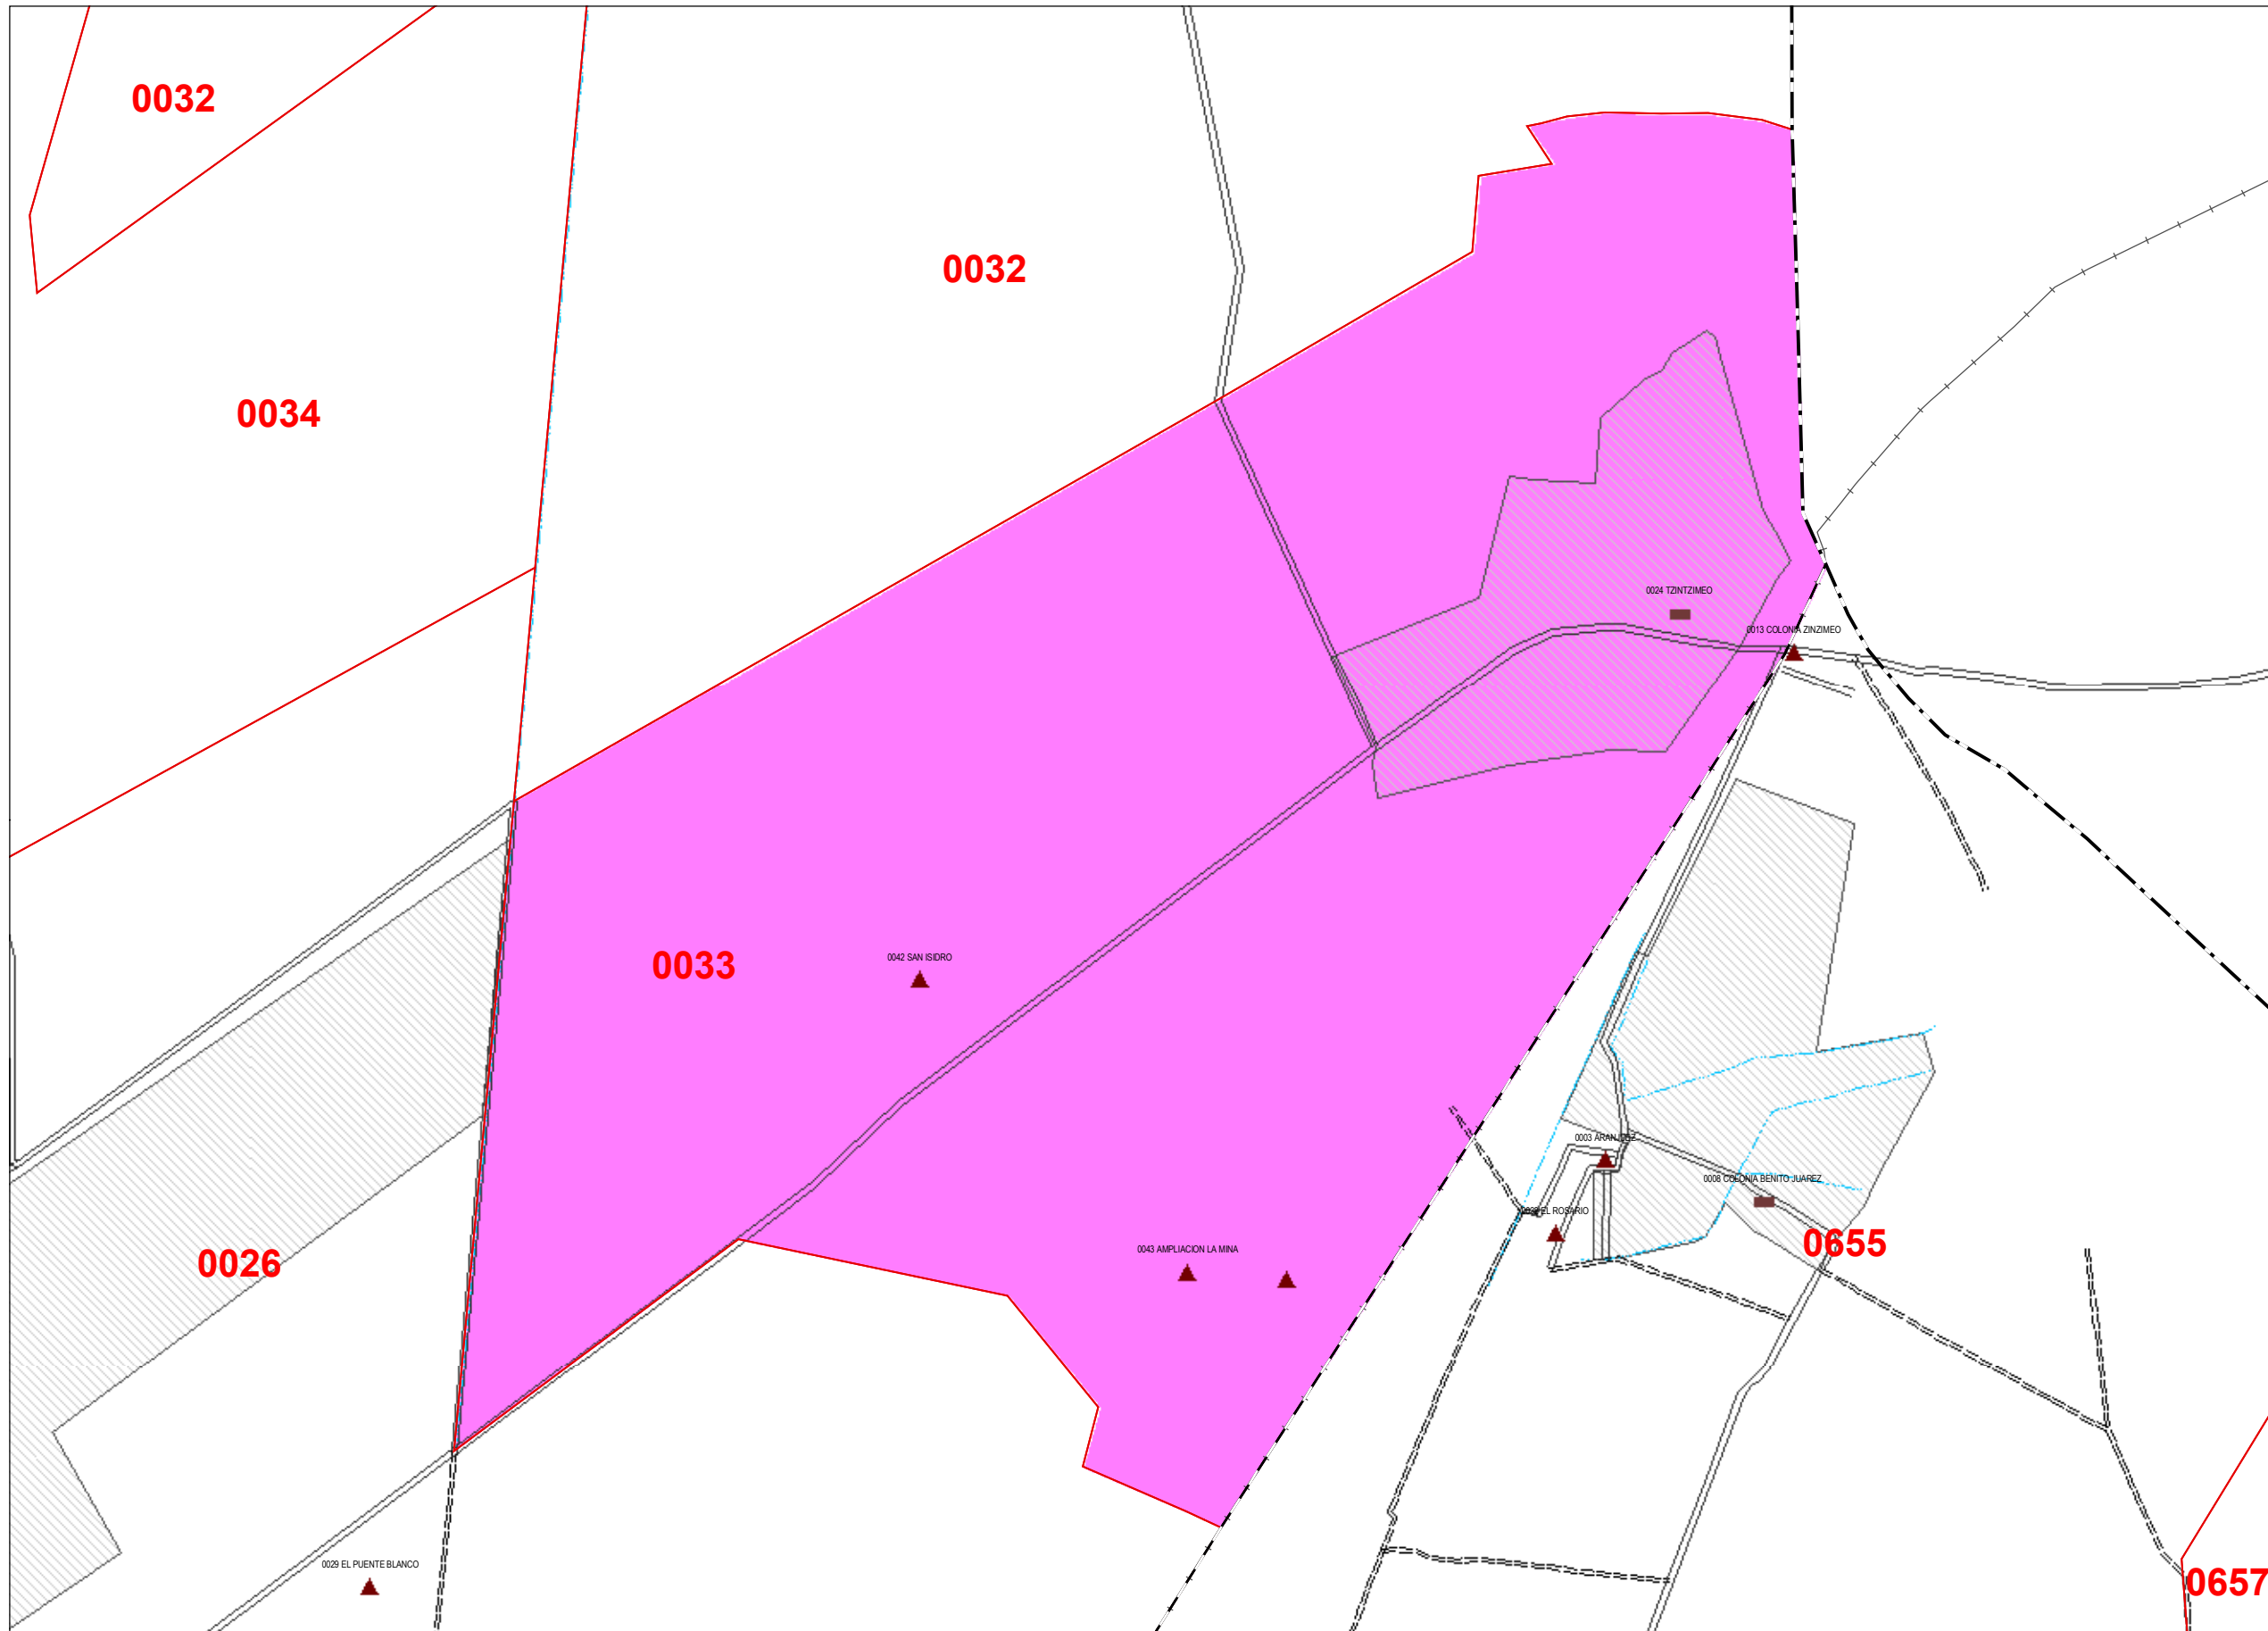 0032
0032
0034
0024 TZINTZIMEO
0013 COLONIA ZINZIMEO
0042 SAN ISIDRO
0033
0003 ARANJUEZ
0008 COLONIA BENITO JUAREZ
EL ROSARIO
0655
0043 AMPLIACION LA MINA
0026
0029 EL PUENTE BLANCO
0657